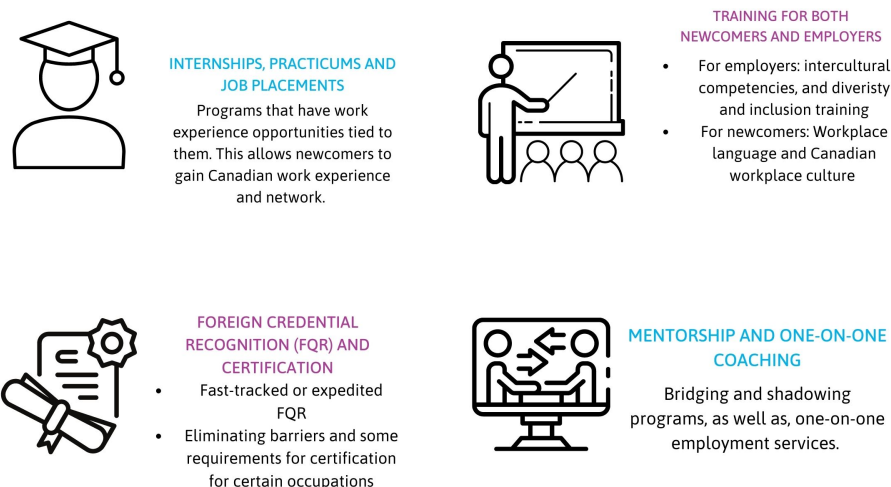 INTERNSHIPS, PRACTICUMS AND
JOB PLACEMENTS
Programs that have work
experience opportunities tied to
them. This allows newcomers to
gain Canadian work experience
and network.
TRAINING FOR BOTH
NEWCOMERS AND EMPLOYERS
• For employers: intercultural
competencies, and diveristy
and inclusion training
• For newcomers: Workplace
language and Canadian
workplace culture
FOREIGN CREDENTIAL
RECOGNITION (FQR) AND
CERTIFICATION
• Fast-tracked or expedited
FQR
• Eliminating barriers and some
requirements for certification
for certain occupations
MENTORSHIP AND ONE-ON-ONE
COACHING
Bridging and shadowing
programs, as well as, one-on-one
employment services.